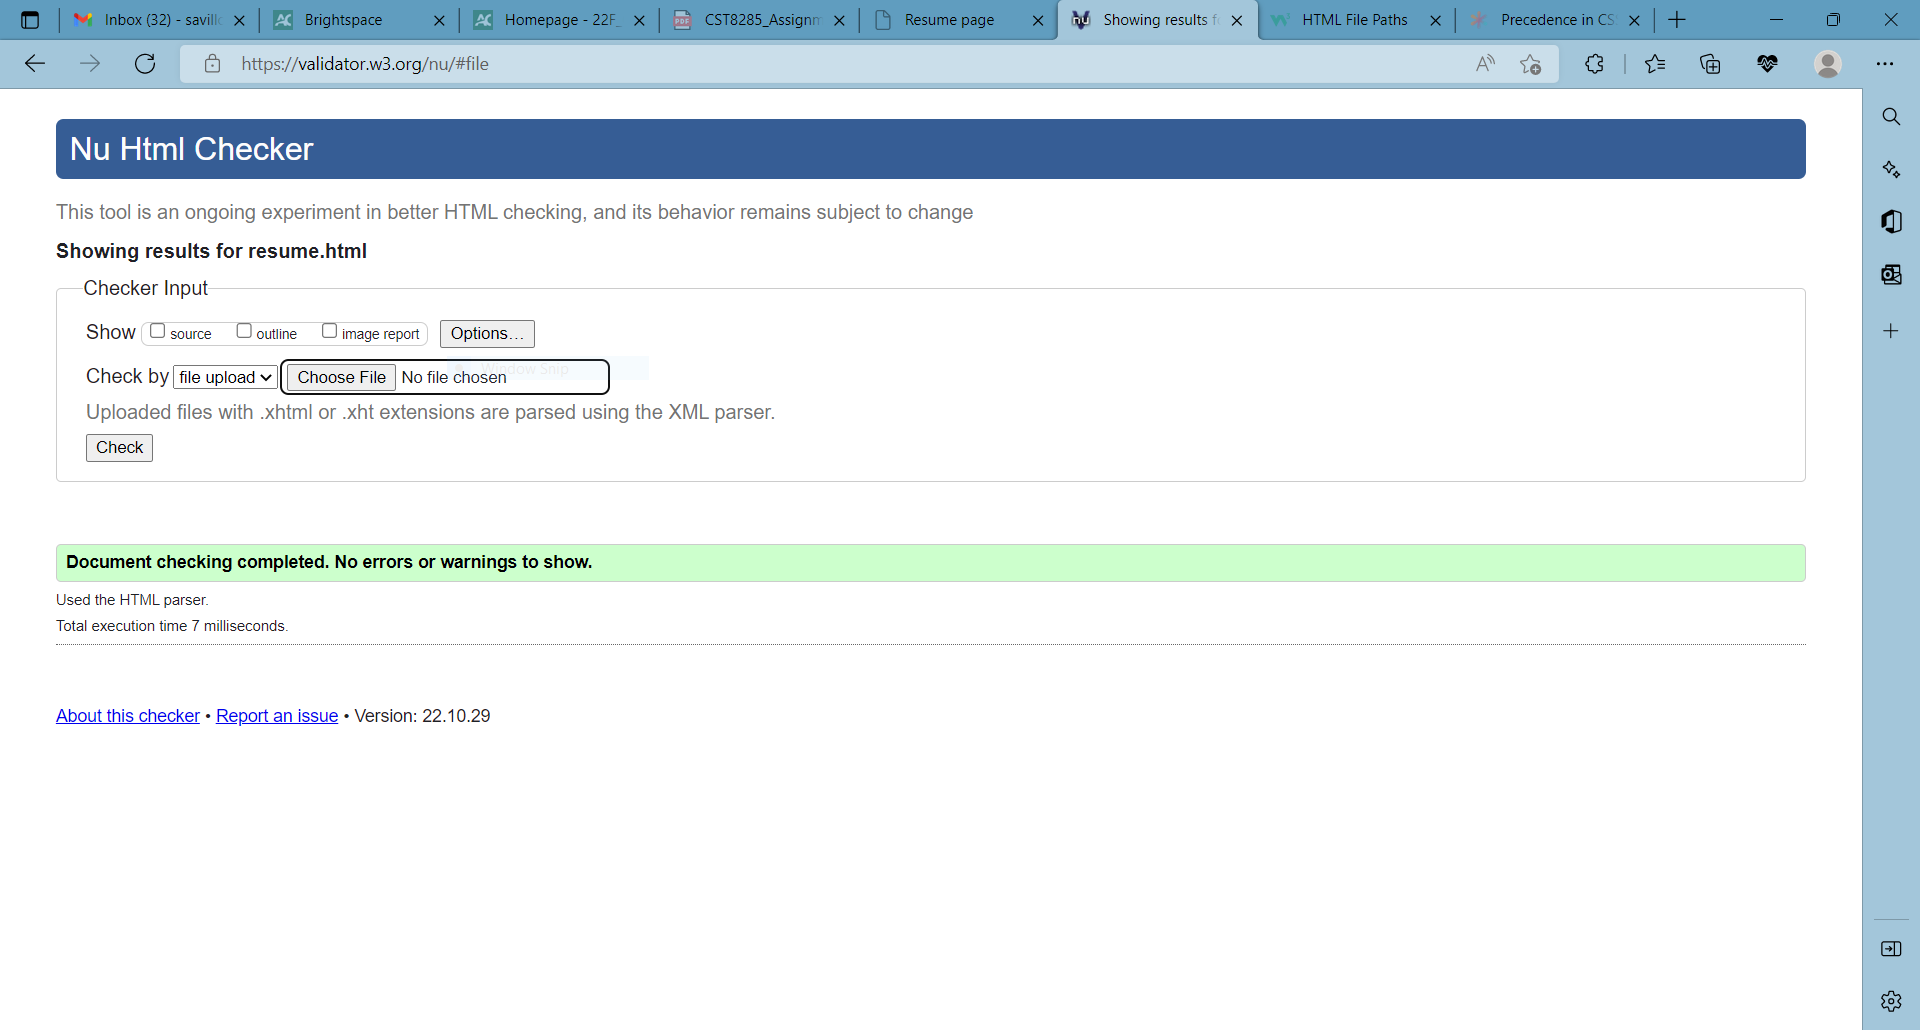 Inbox (32) - savill
Brightspace
Homepage - 22F_
CST8285_Assignm
Resume page
Showing results f
HTML File Paths
Precedence in CS
https://validator.w3.org/nu/#file
Nu Html Checker
This tool is an ongoing experiment in better HTML checking, and its behavior remains subject to change
Showing results for resume.html
Checker Input
Show source outline image report Options...
Window Snip
Check by file upload Choose File No file chosen
Uploaded files with .xhtml or .xht extensions are parsed using the XML parser.
Check
Document checking completed. No errors or warnings to show.
Used the HTML parser.
Total execution time 7 milliseconds.
About this checker • Report an issue • Version: 22.10.29